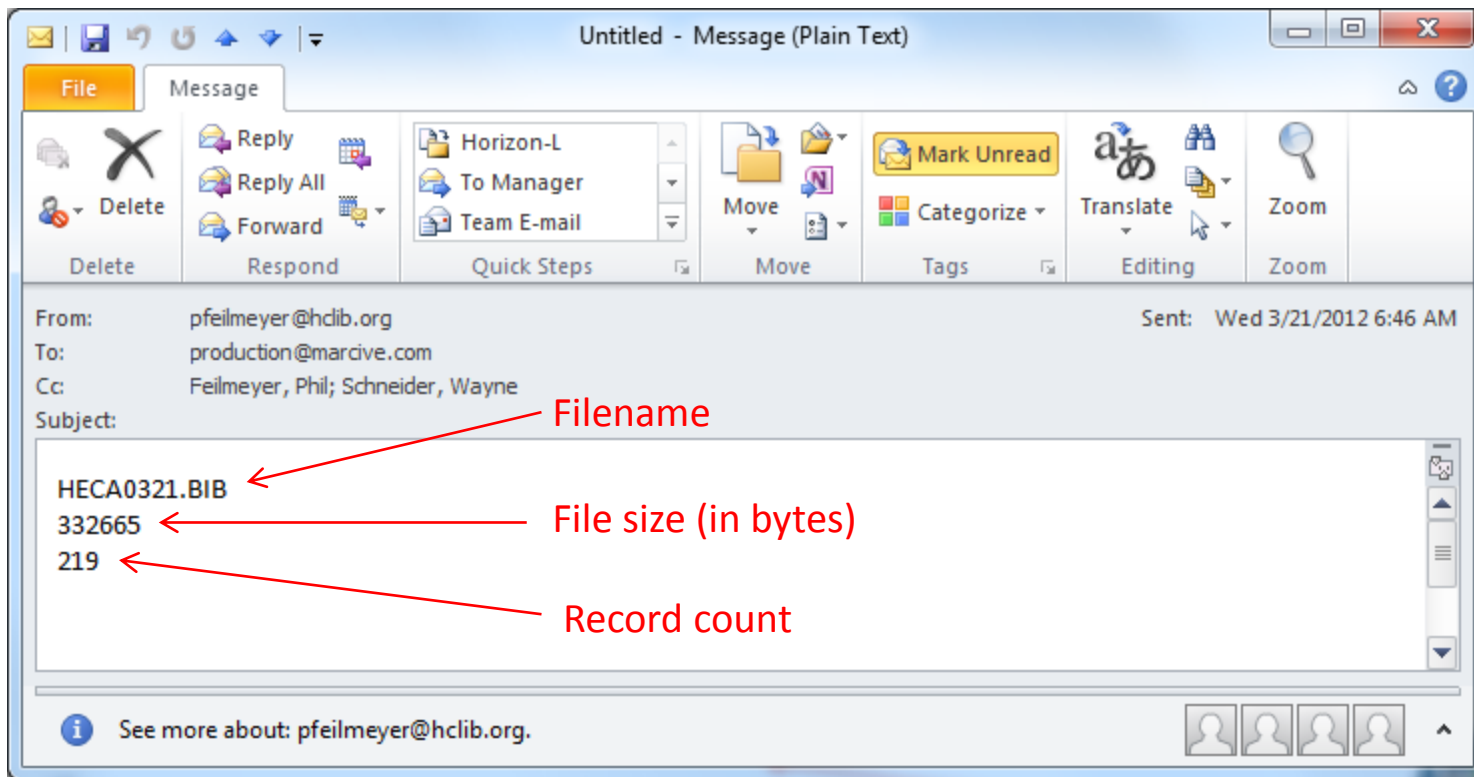 Untitled - Message (Plain Text)
File Message
Delete
Reply
Reply All
Forward
Horizon-L
To Manager
Team E-mail
Move
Mark Unread
Categorize
Translate
Zoom
Delete Respond Quick Steps Move Tags Editing Zoom
From: pfeilmeyer@hclib.org Sent: Wed 3/21/2012 6:46 AM
To: production@marcive.com
Cc: Feilmeyer, Phil; Schneider, Wayne
Subject:
Filename
HECA0321.BIB
332665 File size (in bytes)
219
Record count
See more about: pfeilmeyer@hclib.org.